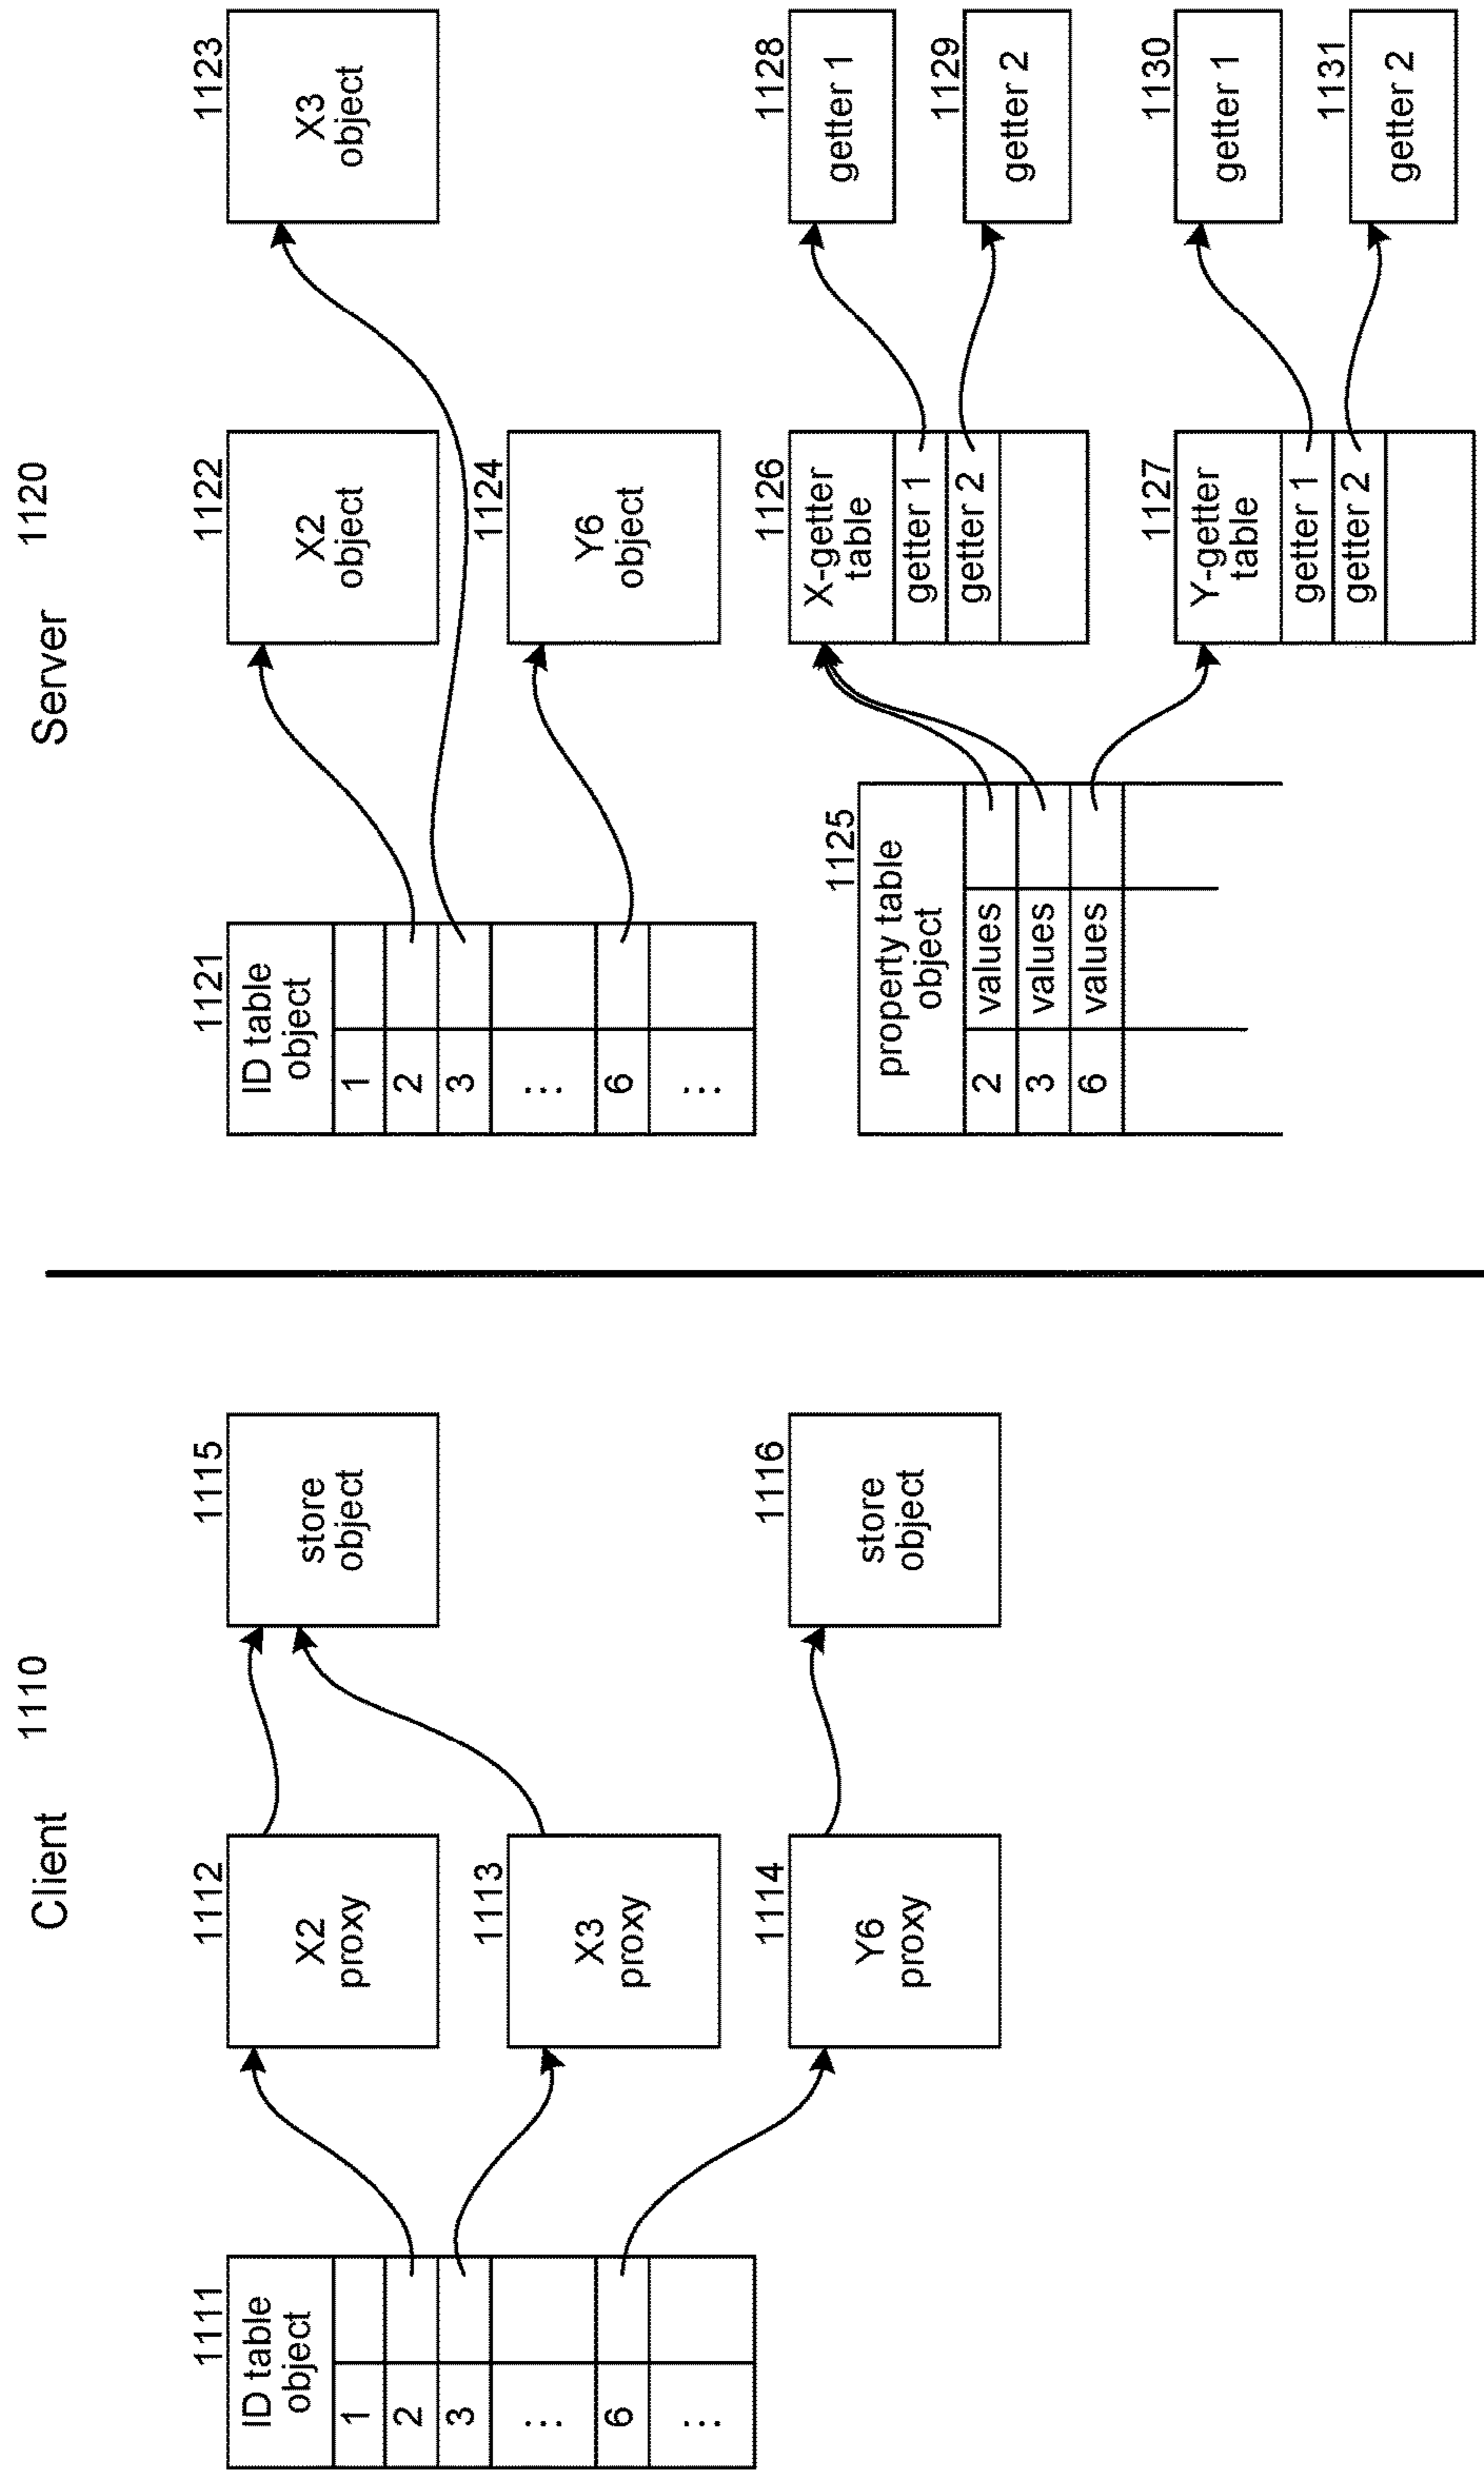 Client 1110
1111
ID table
object
1
2
3
...
6
...
1112
X2
proxy
1113
X3
proxy
1114
Y6
proxy
1115
store
object
1116
store
object
Server 1120
1121
ID table
object
1
2
3
...
6
...
1122
X2
object
1123
X3
object
1124
Y6
object
1125
property table
object
2 values
3 values
6 values
1126
X-getter
table
getter 1
getter 2
1127
Y-getter
table
getter 1
getter 2
1128
getter 1
1129
getter 2
1130
getter 1
1131
getter 2